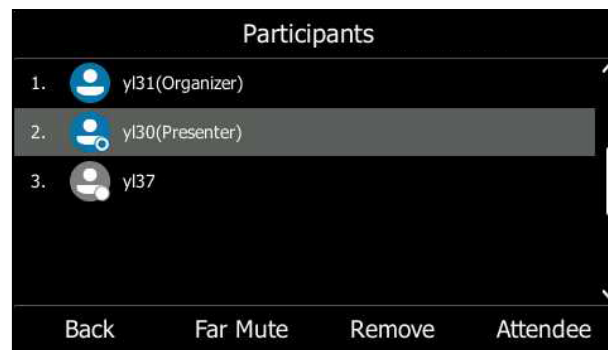 Participants
1. yl31(Organizer)
2. yl30(Presenter)
3. yl37
Back Far Mute Remove Attendee